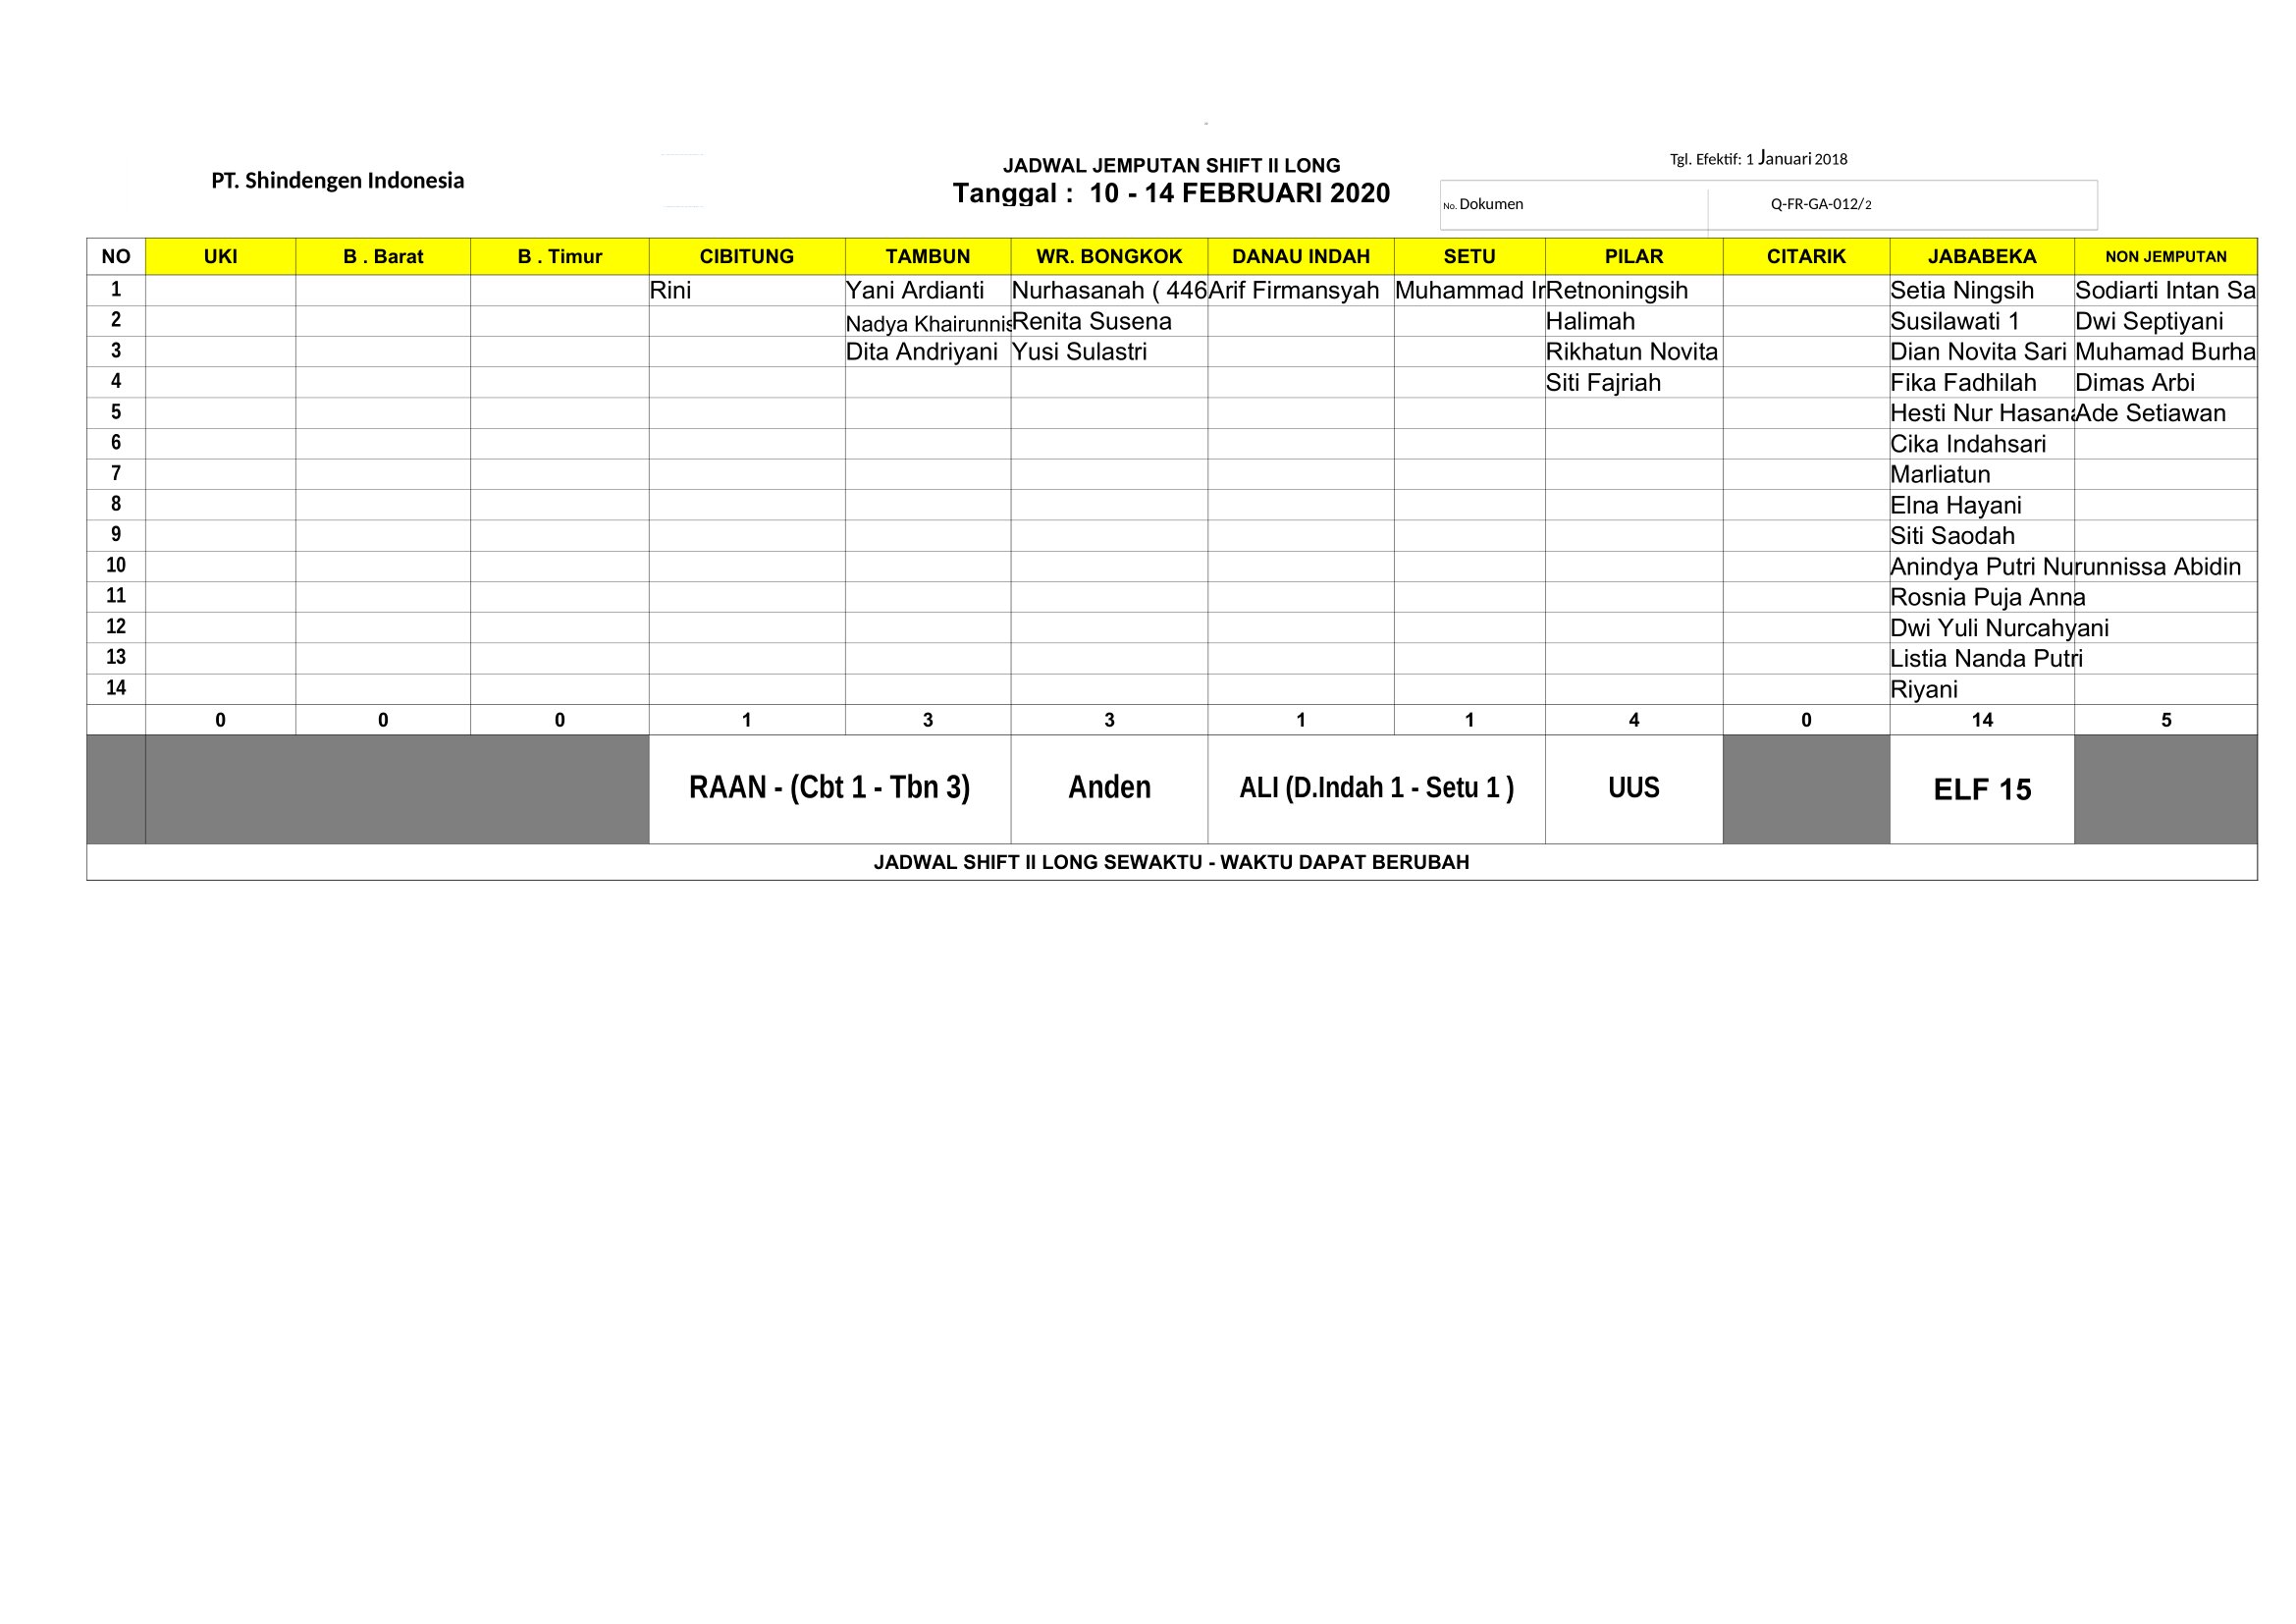 PT. Shindengen Indonesia
JADWAL JEMPUTAN SHIFT II LONG
Tanggal : 10 - 14 FEBRUARI 2020
Tgl. Efektif: 1 Januari 2018
No. Dokumen Q-FR-GA-012/2
NO UKI B . Barat B . Timur CIBITUNG TAMBUN WR. BONGKOK DANAU INDAH SETU PILAR CITARIK JABABEKA NON JEMPUTAN
1 Rini Yani Ardianti Nurhasanah ( 446 Arif Firmansyah Muhammad Ir Retnoningsih Setia Ningsih Sodiarti Intan Sa
2 Nadya Khairunnis Renita Susena Halimah Susilawati 1 Dwi Septiyani
3 Dita Andriyani Yusi Sulastri Rikhatun Novita Dian Novita Sari Muhamad Burha
4 Siti Fajriah Fika Fadhilah Dimas Arbi
5 Hesti Nur Hasana Ade Setiawan
6 Cika Indahsari
7 Marliatun
8 Elna Hayani
9 Siti Saodah
10 Anindya Putri Nurunnissa Abidin
11 Rosnia Puja Anna
12 Dwi Yuli Nurcahyani
13 Listia Nanda Putri
14 Riyani
0 0 0 1 3 3 1 1 4 0 14 5
RAAN - (Cbt 1 - Tbn 3) Anden ALI (D.Indah 1 - Setu 1 ) UUS ELF 15
JADWAL SHIFT II LONG SEWAKTU - WAKTU DAPAT BERUBAH